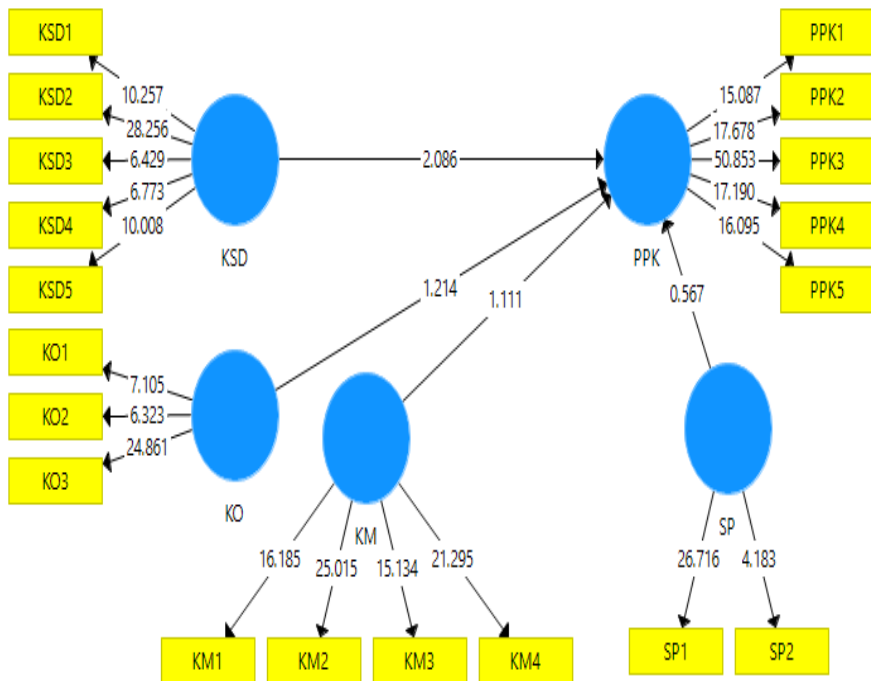 KSD1
KSD2
KSD3
KSD4
KSD5
10.257
28.256
6.429
6.773
10.008
KSD
2.086
PPK
15.087
17.678
50.853
17.190
16.095
PPK1
PPK2
PPK3
PPK4
PPK5
1.214
1.111
0.567
KO1
KO2
KO3
7.105
6.323
24.861
KO
KM
16.185
25.015
15.134
21.295
KM1
KM2
KM3
KM4
SP
26.716
4.183
SP1
SP2